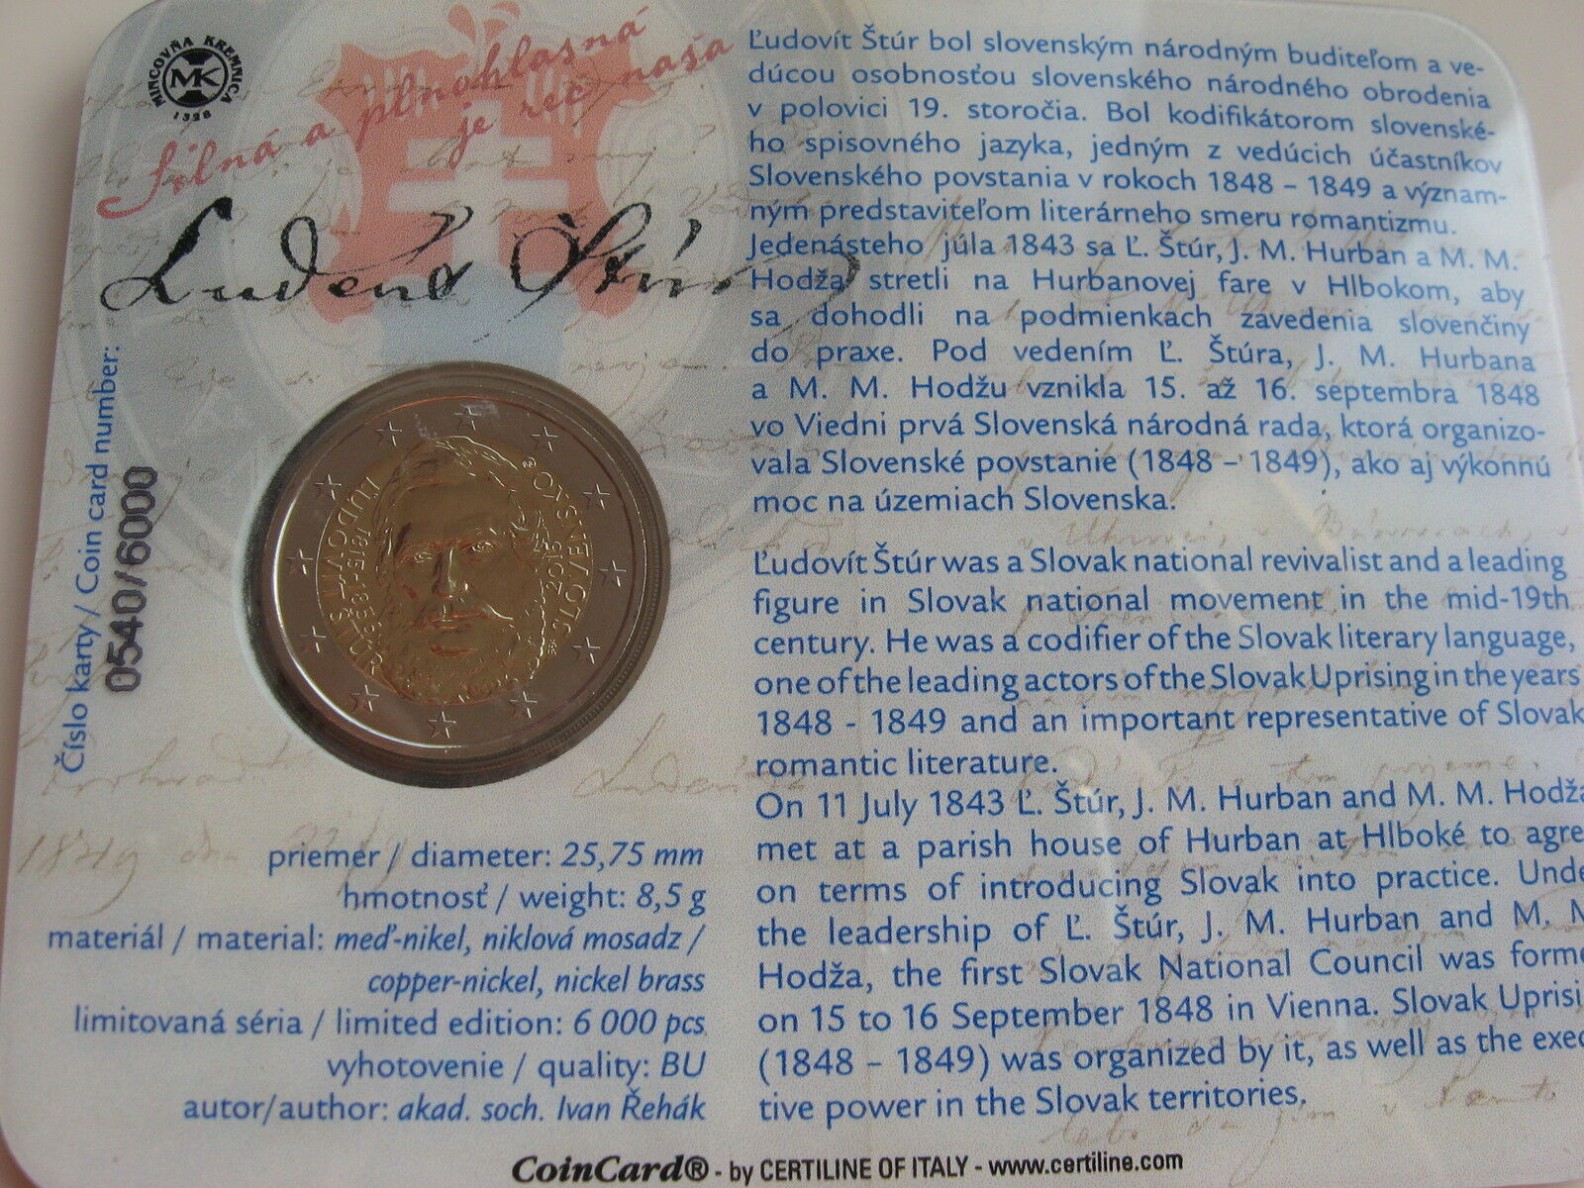 MINCOVŇA KREMNICA
MK
1328
silná a plnohlasná
je reč naša
Ľudevít Štúr
Číslo karty / Coin card number:
0540/6000
ĽUDOVÍT ŠTÚR
1815-1856
2015
SLOVENSKO
priemer / diameter: 25,75 mm
hmotnosť / weight: 8,5 g
materiál / material: meď-nikel, niklová mosadz /
copper-nickel, nickel brass
limitovaná séria / limited edition: 6 000 pcs
vyhotovenie / quality: BU
autor/author: akad. soch. Ivan Řehák
Ľudovít Štúr bol slovenským národným buditeľom a ve-
dúcou osobnosťou slovenského národného obrodenia
v polovici 19. storočia. Bol kodifikátorom slovenské-
ho spisovného jazyka, jedným z vedúcich účastníkov
Slovenského povstania v rokoch 1848 – 1849 a význam-
ným predstaviteľom literárneho smeru romantizmu.
Jedenásteho júla 1843 sa Ľ. Štúr, J. M. Hurban a M. M.
Hodža stretli na Hurbanovej fare v Hlbokom, aby
sa dohodli na podmienkach zavedenia slovenčiny
do praxe. Pod vedením Ľ. Štúra, J. M. Hurbana
a M. M. Hodžu vznikla 15. až 16. septembra 1848
vo Viedni prvá Slovenská národná rada, ktorá organizo-
vala Slovenské povstanie (1848 – 1849), ako aj výkonnú
moc na územiach Slovenska.
Ľudovít Štúr was a Slovak national revivalist and a leading
figure in Slovak national movement in the mid-19th
century. He was a codifier of the Slovak literary language,
one of the leading actors of the Slovak Uprising in the years
1848 - 1849 and an important representative of Slovak
romantic literature.
On 11 July 1843 Ľ. Štúr, J. M. Hurban and M. M. Hodža
met at a parish house of Hurban at Hlboké to agre
on terms of introducing Slovak into practice. Unde
the leadership of Ľ. Štúr, J. M. Hurban and M. M
Hodža, the first Slovak National Council was forme
on 15 to 16 September 1848 in Vienna. Slovak Uprisi
(1848 – 1849) was organized by it, as well as the exec
tive power in the Slovak territories.
CoinCard® - by CERTILINE OF ITALY - www.certiline.com